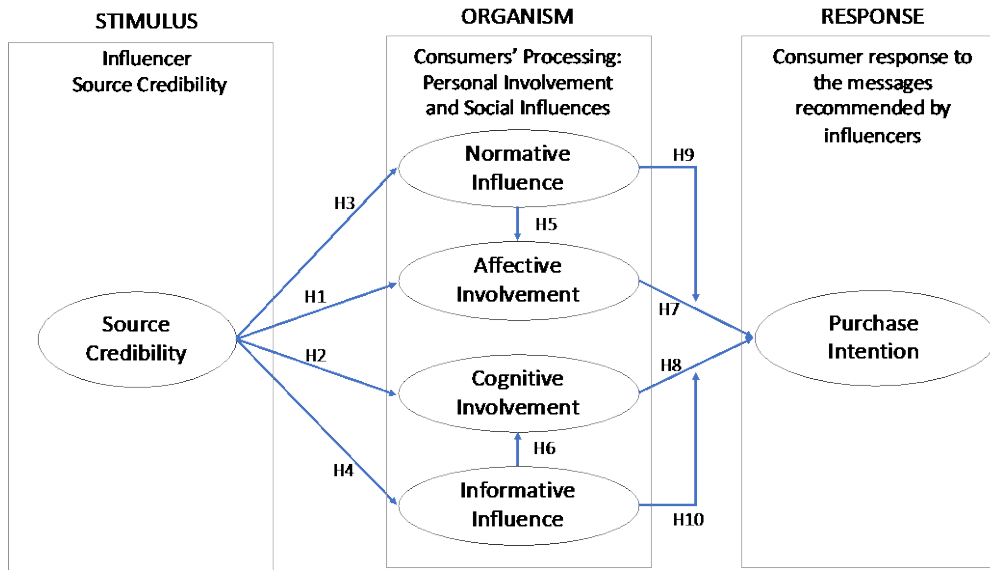 STIMULUS
Influencer
Source Credibility
Source
Credibility
H3
H1
H2
H4
ORGANISM
Consumers' Processing:
Personal Involvement
and Social Influences
Normative
Influence
H5
Affective
Involvement
Cognitive
Involvement
H6
Informative
Influence
H9
H7
H8
H10
RESPONSE
Consumer response to
the messages
recommended by
influencers
Purchase
Intention